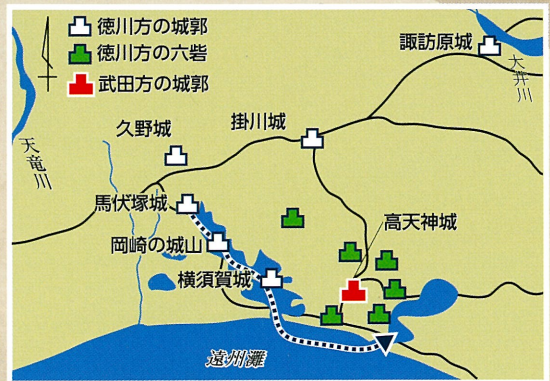 徳川方の城郭
徳川方の六砦
武田方の城郭
諏訪原城
大井川
天竜川
久野城
掛川城
馬伏塚城
高天神城
岡崎の城山
横須賀城
遠州灘